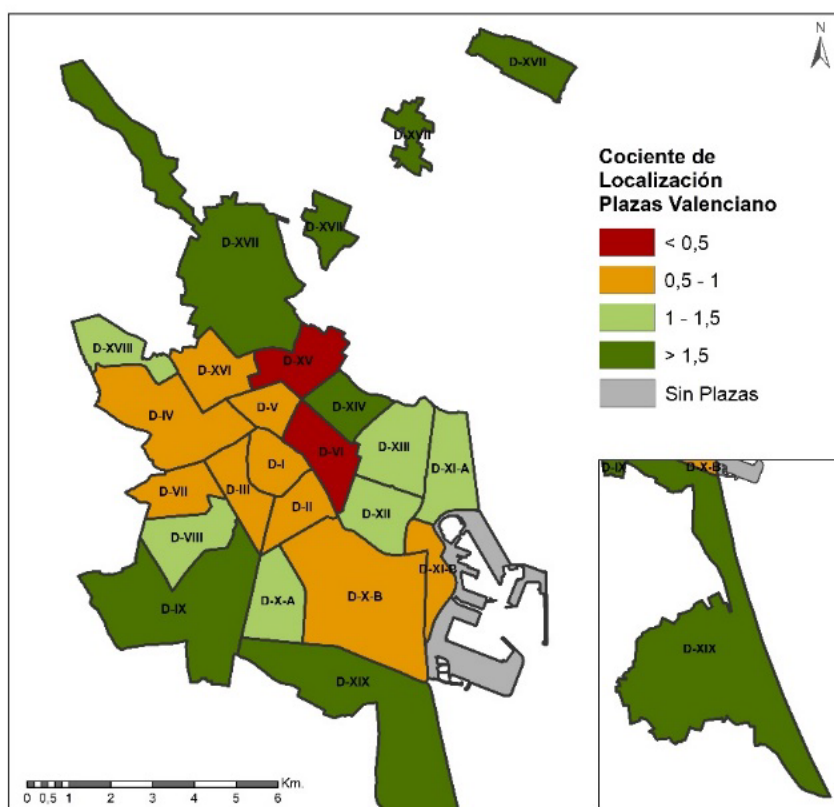 N
D-XVII
D-XVII
D-XVII
D-XVII
Cociente de
Localización
Plazas Valenciano
< 0,5
0,5 - 1
1 - 1,5
> 1,5
Sin Plazas
D-XVIII
D-XVI
D-XV
D-IV
D-V
D-XIV
D-I
D-VI
D-XIII
D-XI-A
D-VII
D-III
D-II
D-XII
D-VIII
D-XI-B
D-IX
D-X-A
D-X-B
D-XIX
D-IX
D-X-B
D-XIX
0 0,5 1 2 3 4 5 6
Km.